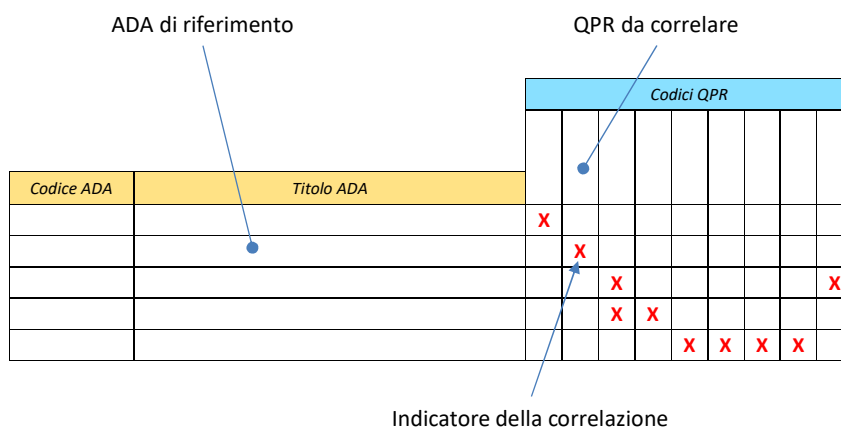 ADA di riferimento QPR da correlare
Codici QPR
Codice ADA Titolo ADA
X
X
X X
X X
X X X X
Indicatore della correlazione